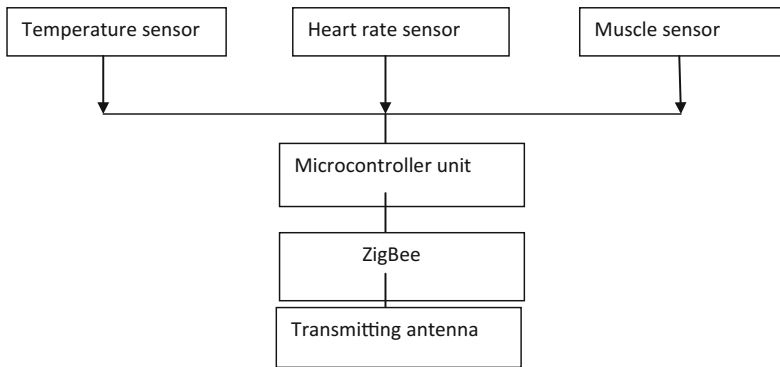 Temperature sensor
Heart rate sensor
Muscle sensor
Microcontroller unit
ZigBee
Transmitting antenna